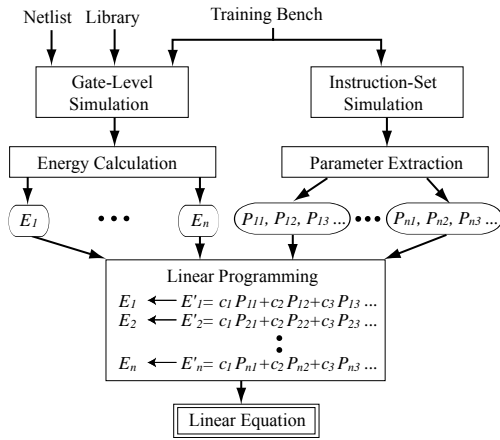 Netlist Library Training Bench
Gate-Level
Simulation
Instruction-Set
Simulation
Energy Calculation
Parameter Extraction
E1 ••• En
P11, P12, P13 ... ••• Pn1, Pn2, Pn3 ...
Linear Programming
E1 ← E'1= c1 P11+c2 P12+c3 P13 ...
E2 ← E'2= c1 P21+c2 P22+c3 P23 ...
En ← E'n= c1 Pn1+c2 Pn2+c3 Pn3 ...
Linear Equation